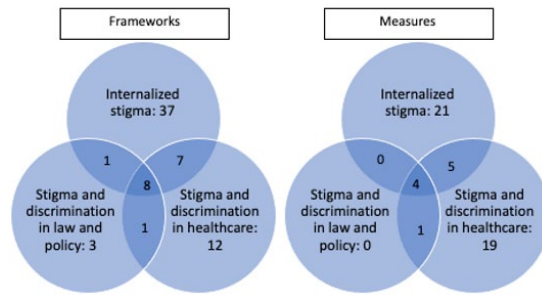 Frameworks
Internalized
stigma: 37
1
7
8
Stigma and
discrimination
in law and
policy: 3
1
Stigma and
discrimination
in healthcare:
12
Measures
Internalized
stigma: 21
0
5
4
Stigma and
discrimination
in law and
policy: 0
1
Stigma and
discrimination
in healthcare:
19